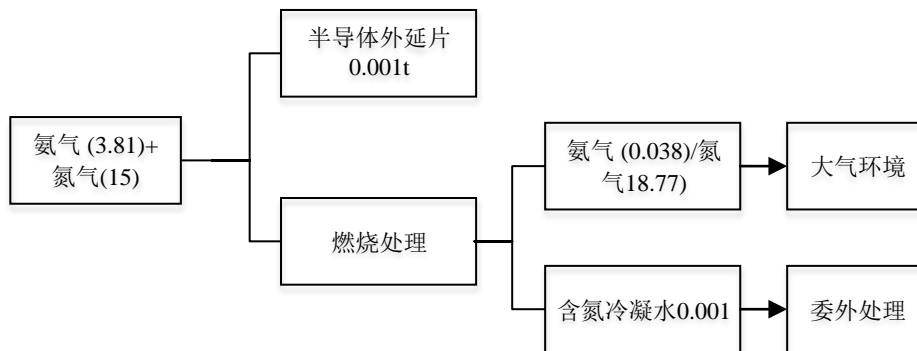 半导体外延片
0.001t
氨气 (3.81)+
氮气(15)
氨气 (0.038)/氮
气18.77)
大气环境
燃烧处理
含氮冷凝水0.001
委外处理